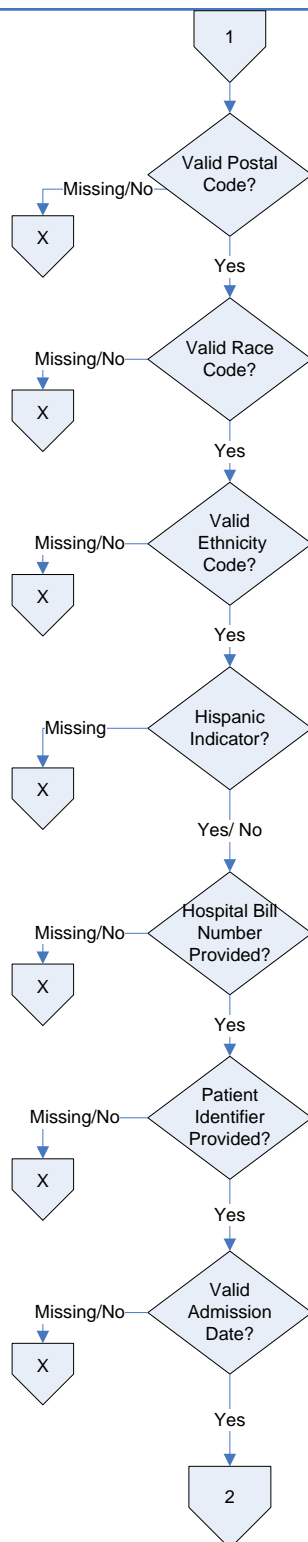 1
Valid Postal
Code?
Missing/No
X
Yes
Valid Race
Code?
Missing/No
X
Yes
Valid
Ethnicity
Code?
Missing/No
X
Yes
Hispanic
Indicator?
Missing
X
Yes/ No
Hospital Bill
Number
Provided?
Missing/No
X
Yes
Patient
Identifier
Provided?
Missing/No
X
Yes
Valid
Admission
Date?
Missing/No
X
Yes
2